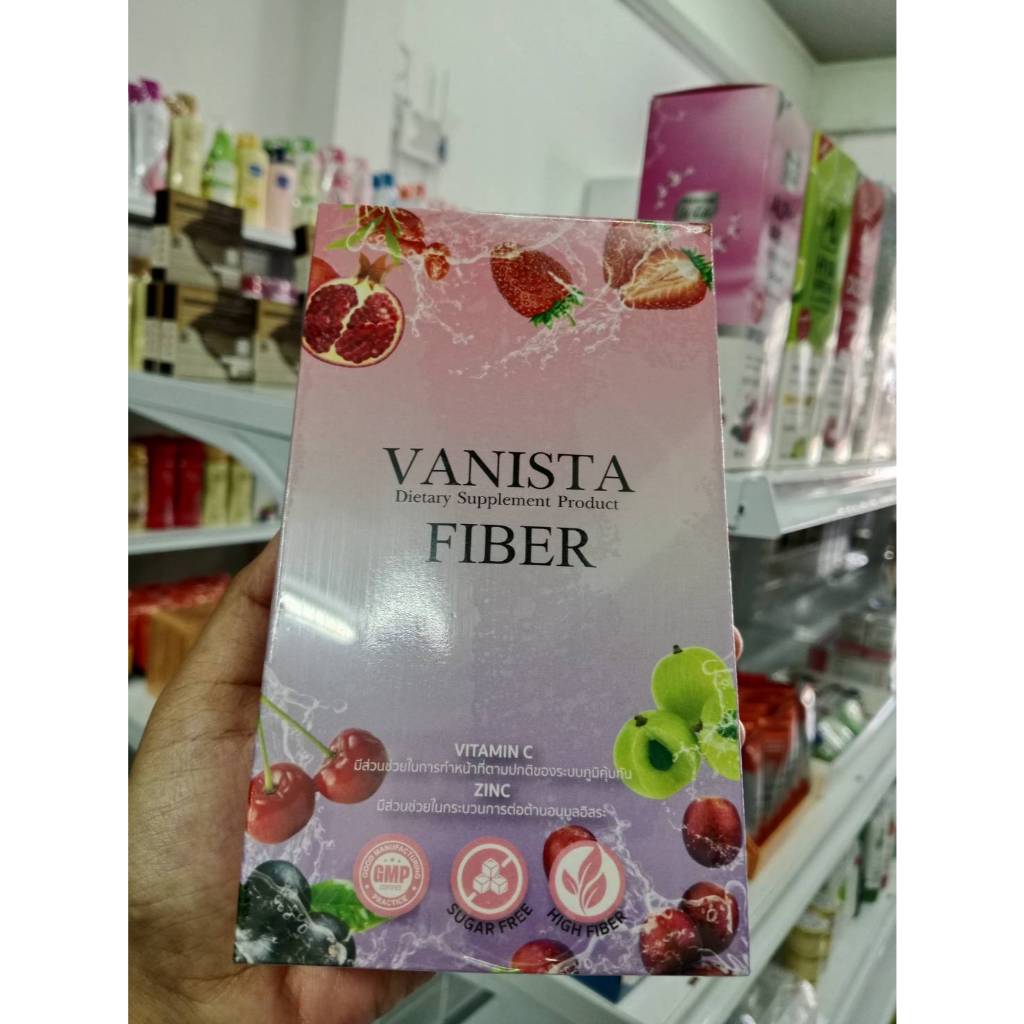 VANISTA
Dietary Supplement Product
FIBER
VITAMIN C
มีส่วนช่วยในการทำหน้าที่ตามปกติของระบบภูมิคุ้มกัน
ZINC
มีส่วนช่วยในกระบวนการต่อต้านอนุมูลอิสระ
GOOD MANUFACTURING
GMP
CERTIFIED
PRACTICE
SUGAR FREE
HIGH FIBER